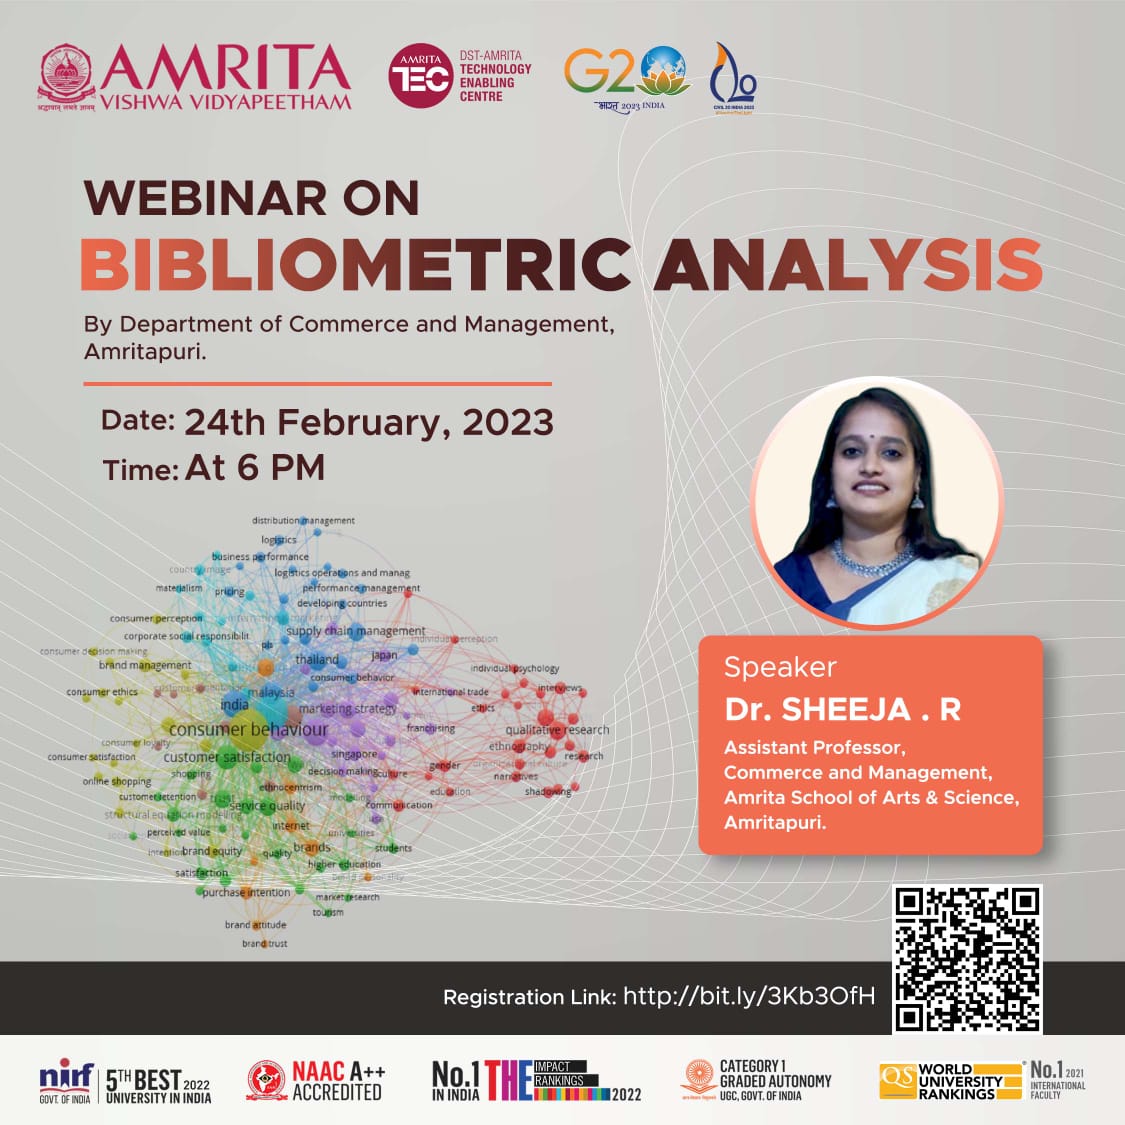 AMRITA
VISHWA VIDYAPEETHAM
AMRITA
TEC
DST-AMRITA
TECHNOLOGY
ENABLING
CENTRE
G20
भारत 2023 INDIA
CIVIL 20 INDIA 2023
WEBINAR ON
BIBLIOMETRIC ANALYSIS
By Department of Commerce and Management,
Amritapuri.
Date: 24th February, 2023
Time: At 6 PM
distribution management
logistics
business performance
country image
logistics operations and manag
materialism
pricing
performance management
developing countries
consumer perception
corporate social responsibilit
supply chain management
individual perception
pls
consumer decision making
brand management
thailand
japan
individual psychology
consumer behavior
consumer ethics
malaysia
international trade
interviews
india
marketing strategy
ethics
consumer behaviour
franchising
qualitative research
consumer loyalty
ethnography
consumer satisfaction
customer satisfaction
singapore
research
shopping
decision making
culture
gender
organizational culture
online shopping
ethnocentrism
narratives
customer retention
trust
service quality
modelling
communication
education
shadowing
structural equation modelling
usa
perceived value
internet
universities
intention
brand equity
quality
brands
students
satisfaction
higher education
brand personality
purchase intention
market research
tourism
brand attitude
brand trust
Speaker
Dr. SHEEJA . R
Assistant Professor,
Commerce and Management,
Amrita School of Arts & Science,
Amritapuri.
Registration Link: http://bit.ly/3Kb3OfH
nirf
GOVT. OF INDIA
5TH BEST 2022
UNIVERSITY IN INDIA
NAAC A++
ACCREDITED
No.1
IN INDIA
THE
IMPACT
RANKINGS
2022
CATEGORY 1
GRADED AUTONOMY
UGC, GOVT. OF INDIA
QS
WORLD
UNIVERSITY
RANKINGS
No.1 2021
INTERNATIONAL
FACULTY